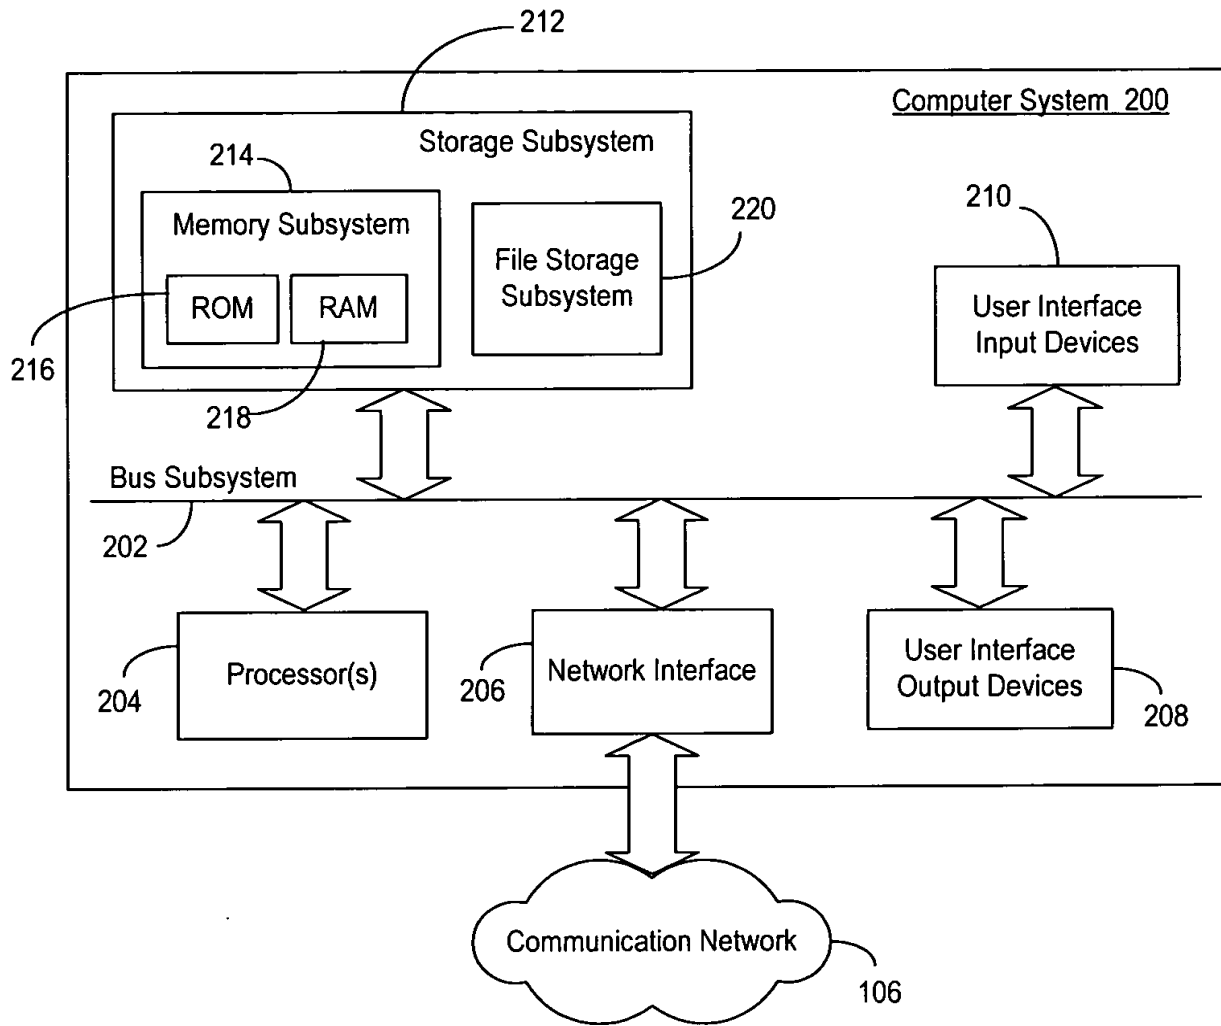 212
Computer System 200
Storage Subsystem
214
Memory Subsystem
ROM
RAM
216
218
File Storage
Subsystem
220
210
User Interface
Input Devices
Bus Subsystem
202
Processor(s)
204
Network Interface
206
User Interface
Output Devices
208
Communication Network
106